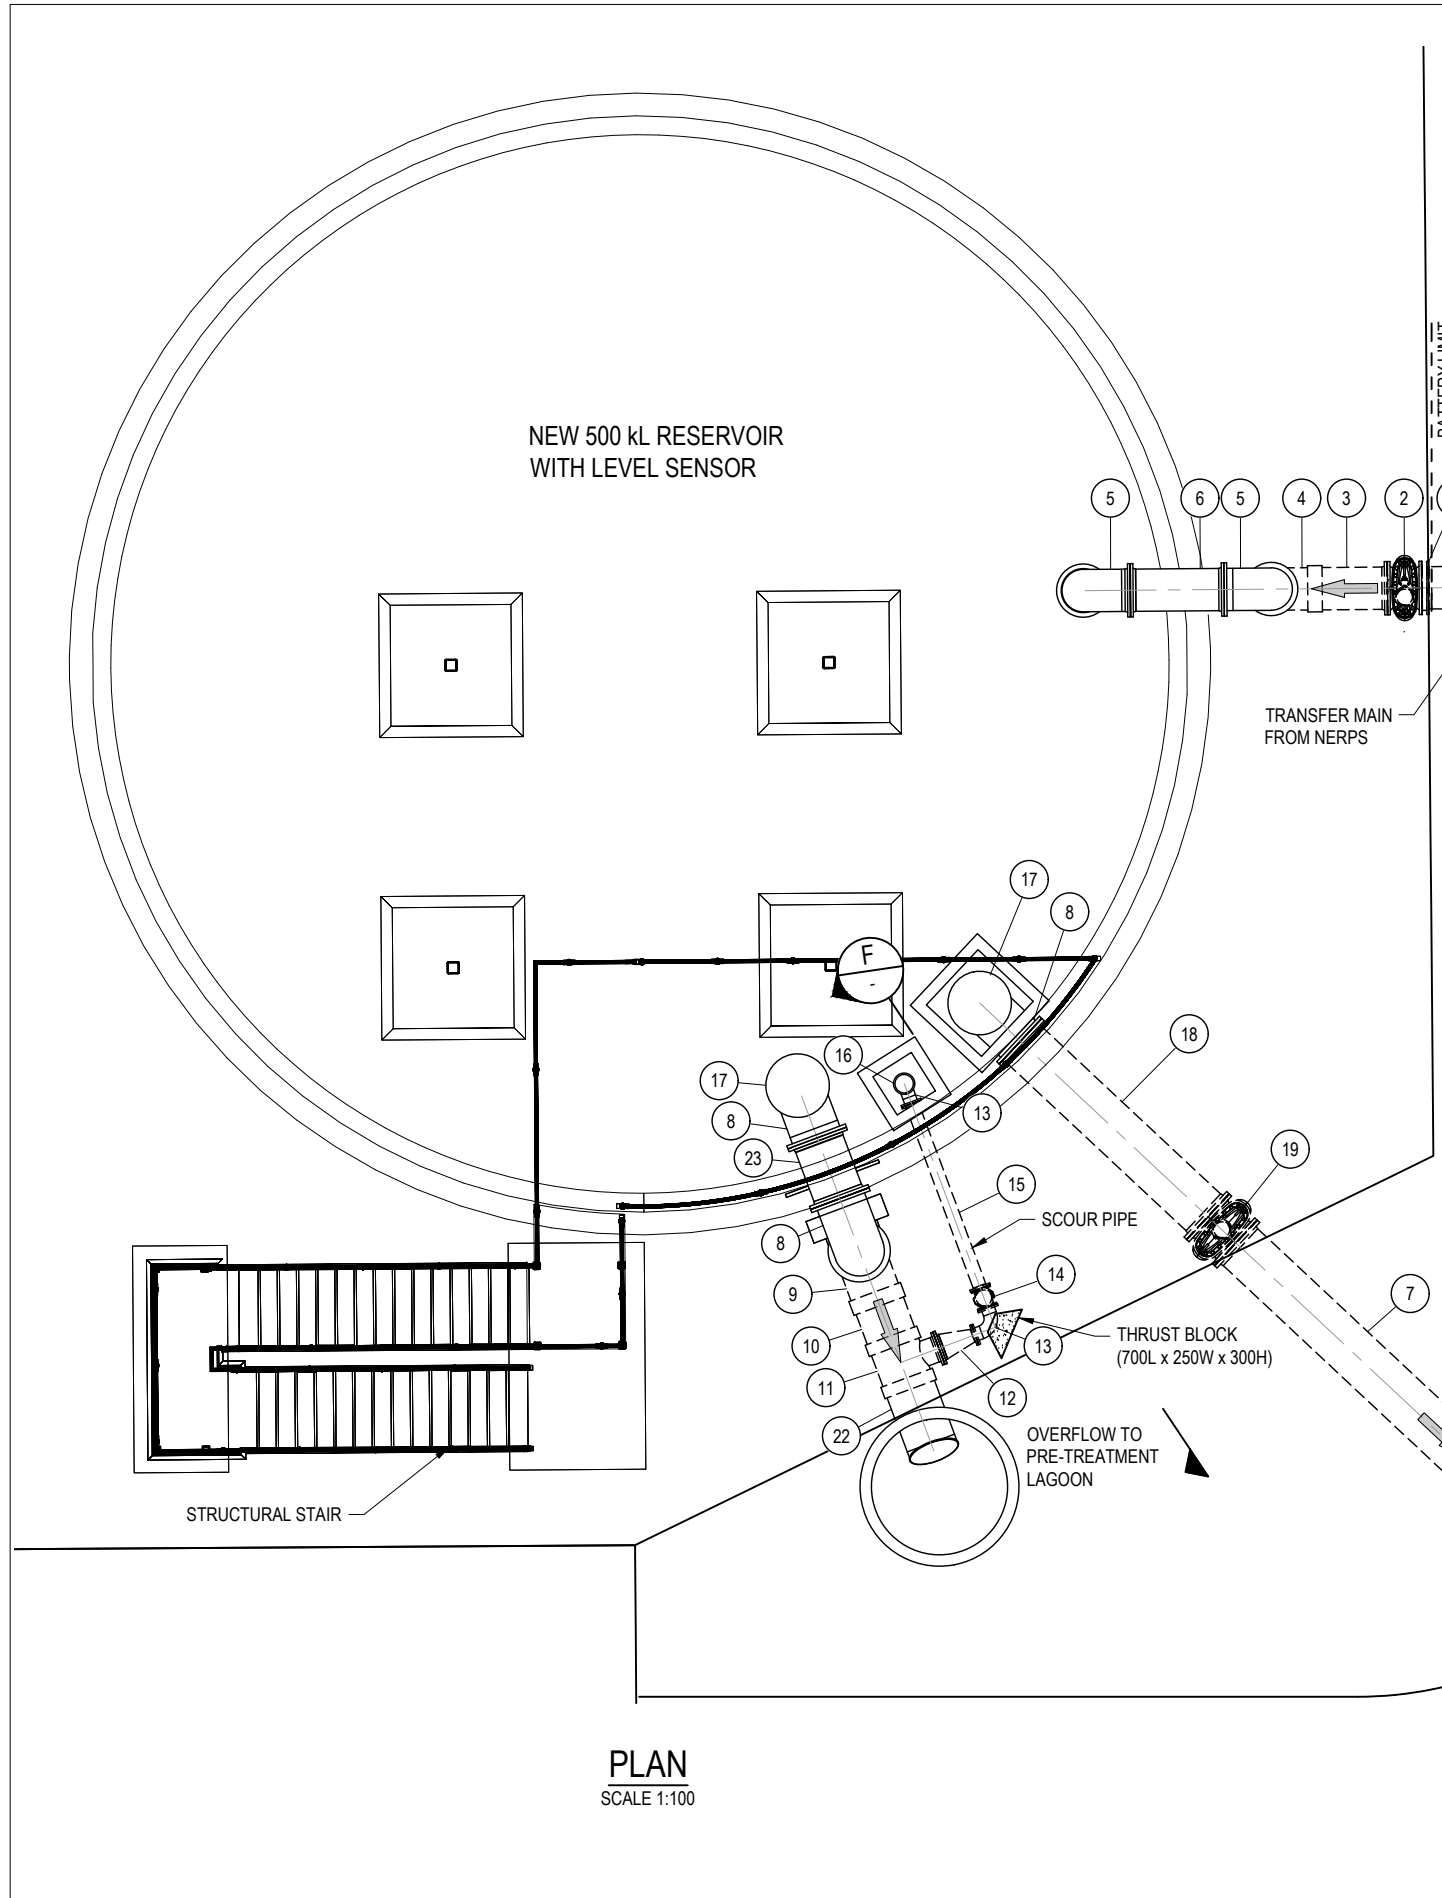 NEW 500 kL RESERVOIR
WITH LEVEL SENSOR
5
6
5
4
3
2
TRANSFER MAIN
FROM NERPS
17
8
F
-
16
17
13
18
8
23
19
15
SCOUR PIPE
8
14
9
7
10
THRUST BLOCK
(700L x 250W x 300H)
13
11
12
22
OVERFLOW TO
PRE-TREATMENT
LAGOON
STRUCTURAL STAIR
PLAN
SCALE 1:100